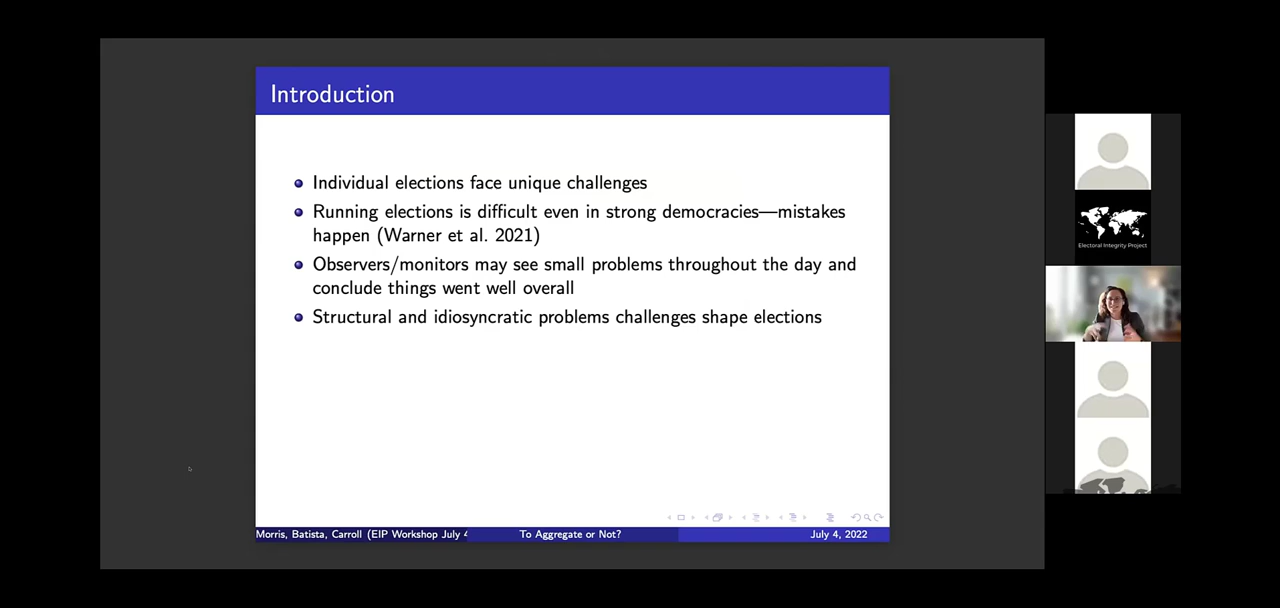 Introduction
Individual elections face unique challenges
Running elections is difficult even in strong democracies—mistakes
happen (Warner et al. 2021)
Observers/monitors may see small problems throughout the day and
conclude things went well overall
Structural and idiosyncratic problems challenges shape elections
Morris, Batista, Carroll (EIP Workshop July 4
To Aggregate or Not?
July 4, 2022
Electoral Integrity Project